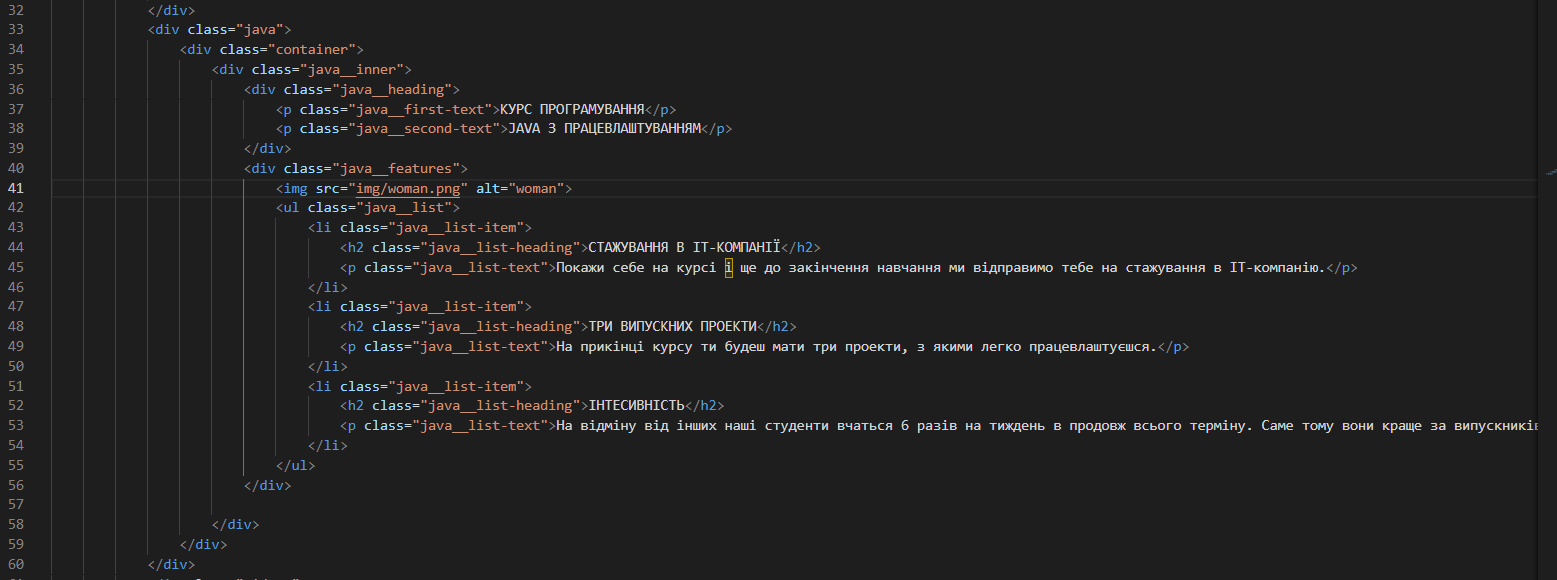 32 </div>
33 <div class="java">
34 <div class="container">
35 <div class="java__inner">
36 <div class="java__heading">
37 <p class="java__first-text">КУРС ПРОГРАМУВАННЯ</p>
38 <p class="java__second-text">JAVA З ПРАЦЕВЛАШТУВАННЯМ</p>
39 </div>
40 <div class="java__features">
41 <img src="img/woman.png" alt="woman">
42 <ul class="java__list">
43 <li class="java__list-item">
44 <h2 class="java__list-heading">СТАЖУВАННЯ В ІТ-КОМПАНІЇ</h2>
45 <p class="java__list-text">Покажи себе на курсі і ще до закінчення навчання ми відправимо тебе на стажування в ІТ-компанію.</p>
46 </li>
47 <li class="java__list-item">
48 <h2 class="java__list-heading">ТРИ ВИПУСКНИХ ПРОЕКТИ</h2>
49 <p class="java__list-text">На прикінці курсу ти будеш мати три проекти, з якими легко працевлаштуєшся.</p>
50 </li>
51 <li class="java__list-item">
52 <h2 class="java__list-heading">ІНТЕСИВНІСТЬ</h2>
53 <p class="java__list-text">На відміну від інших наші студенти вчаться 6 разів на тиждень в продовж всього терміну. Саме тому вони краще за випускників
54 </li>
55 </ul>
56 </div>
57
58 </div>
59 </div>
60 </div>